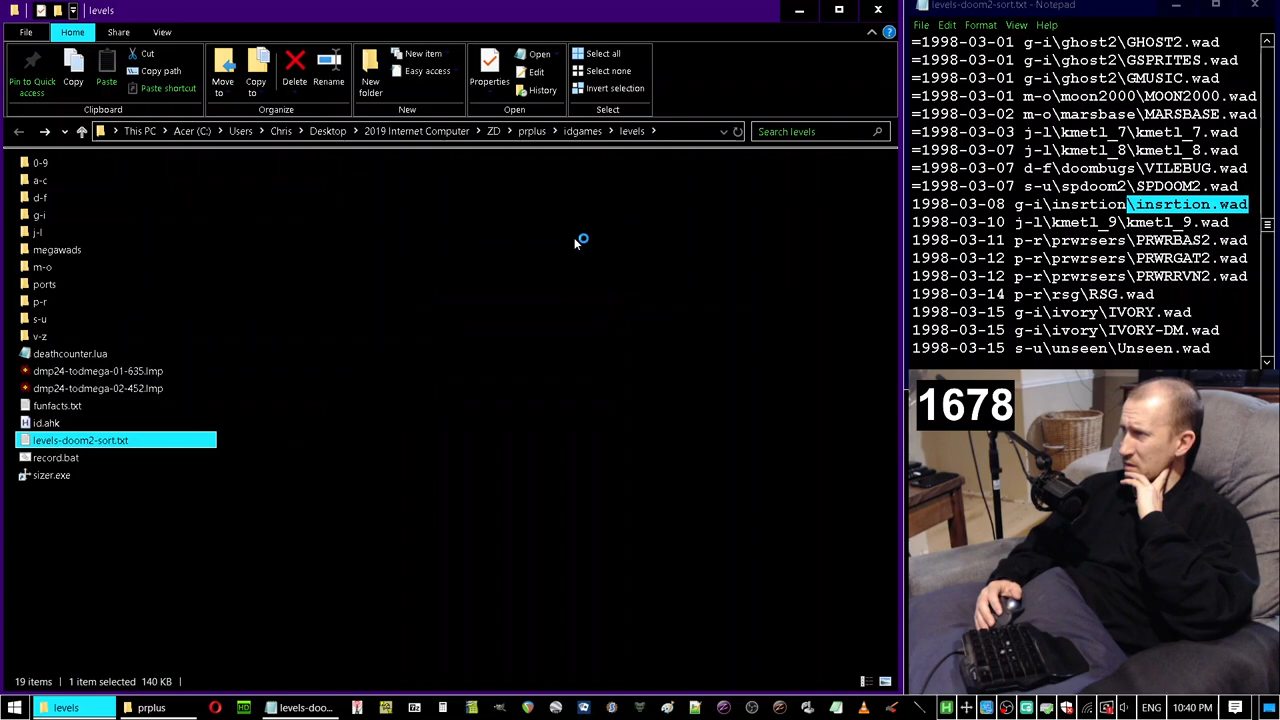 levels
File Home Share View
Pin to Quick access
Copy
Paste
Cut
Copy path
Paste shortcut
Clipboard
Move to
Copy to
Delete
Rename
Organize
New folder
New item
Easy access
New
Properties
Open
Edit
History
Open
Select all
Select none
Invert selection
Select
This PC > Acer (C:) > Users > Chris > Desktop > 2019 Internet Computer > ZD > prplus > idgames > levels >
Search levels
0-9
a-c
d-f
g-i
j-l
megawads
m-o
ports
p-r
s-u
v-z
deathcounter.lua
dmp24-todmega-01-635.lmp
dmp24-todmega-02-452.lmp
funfacts.txt
id.ahk
levels-doom2-sort.txt
record.bat
sizer.exe
19 items 1 item selected 140 KB
levels-doom2-sort.txt - Notepad
File Edit Format View Help
=1998-03-01 g-i\ghost2\GHOST2.wad
=1998-03-01 g-i\ghost2\GSPRITES.wad
=1998-03-01 g-i\ghost2\GMUSIC.wad
=1998-03-01 m-o\moon2000\MOON2000.wad
=1998-03-02 m-o\marsbase\MARSBASE.wad
=1998-03-03 j-l\kmetl_7\kmetl_7.wad
=1998-03-07 j-l\kmetl_8\kmetl_8.wad
=1998-03-07 d-f\doombugs\VILEBUG.wad
=1998-03-07 s-u\spdoom2\SPDOOM2.wad
1998-03-08 g-i\insrtion\insrtion.wad
1998-03-10 j-l\kmetl_9\kmetl_9.wad
1998-03-11 p-r\prwrsers\PRWRBAS2.wad
1998-03-12 p-r\prwrsers\PRWRGAT2.wad
1998-03-12 p-r\prwrsers\PRWRRVN2.wad
1998-03-14 p-r\rsg\RSG.wad
1998-03-15 g-i\ivory\IVORY.wad
1998-03-15 g-i\ivory\IVORY-DM.wad
1998-03-15 s-u\unseen\Unseen.wad
1678
levels
prplus
levels-doo...
ENG
10:40 PM